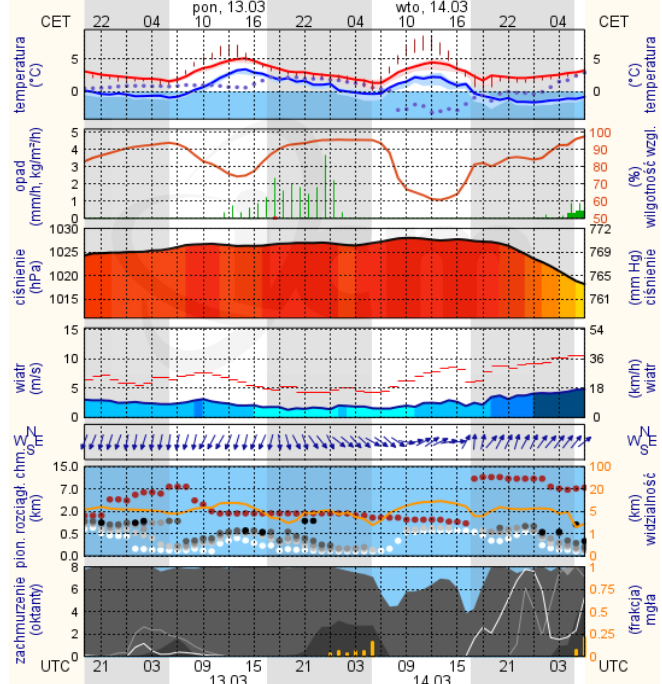 pon, 13.03 wto, 14.03
CET 22 04 10 16 22 04 10 16 22 04 CET
temperatura
(°C)
5
0
5
0
temperatura
(°C)
opad
(mm/h, kg/m²/h)
5
4
3
2
1
0
100
90
80
70
60
50
wilgotność wzgl.
(%)
ciśnienie
(hPa)
1030
1025
1020
1015
772
769
765
761
(mm Hg)
ciśnienie
wiatr
(m/s)
15
10
5
0
54
36
18
0
(km/h)
wiatr
N
W E
S
N
W E
S
pion. rozciągł. chm.
(km)
15.0
7.0
2.0
0.5
0.0
100
20
5
1
0
(km)
widzialność
zachmurzenie
(oktanty)
8
6
4
2
0
1
0.75
0.5
0.25
0
(frakcja)
mgła
UTC 21 03 09 15 21 03 09 15 21 03 UTC
13.03 14.03